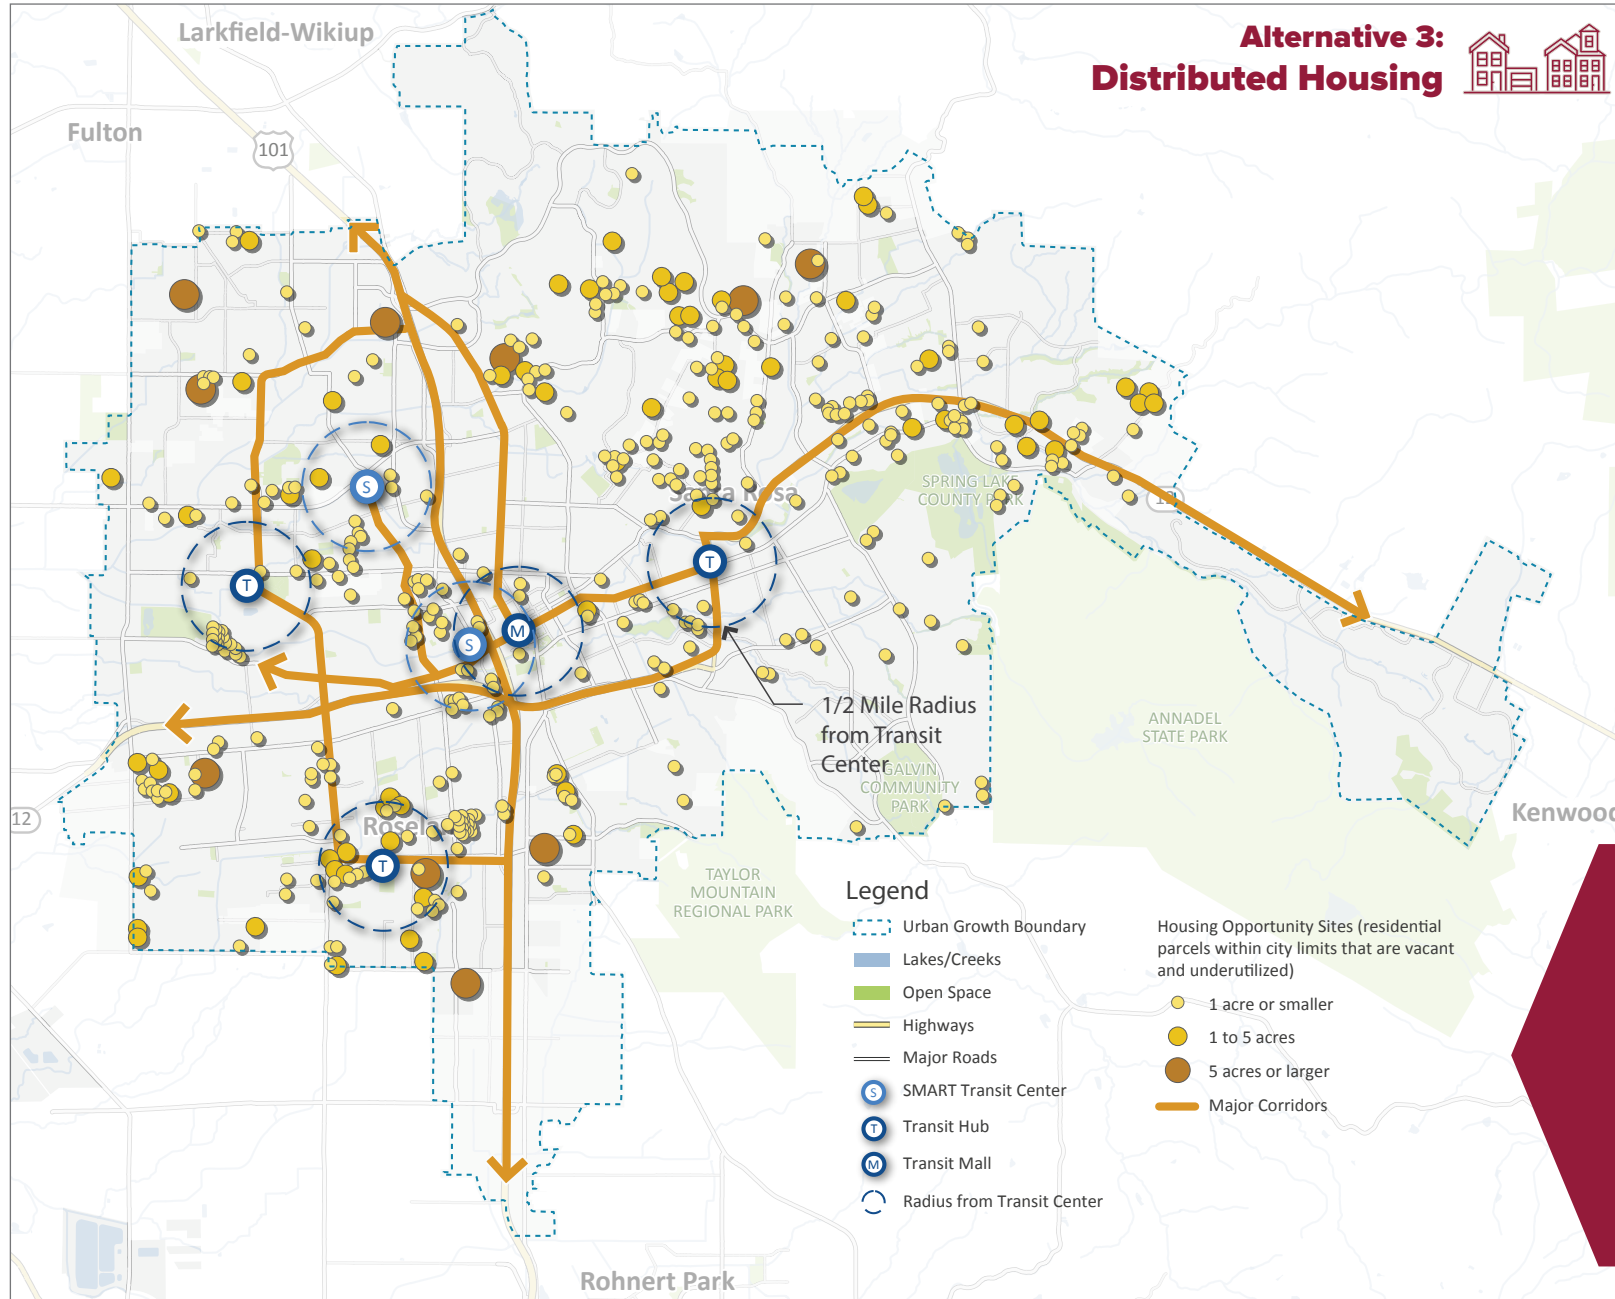 Larkfield-Wikiup
Alternative 3:
Distributed Housing
Fulton
101
S
Santa Rosa
SPRING LAKE
COUNTY PARK
12
T
T
M
S
1/2 Mile Radius
from Transit
Center
ANNADEL
STATE PARK
GALVIN
COMMUNITY
PARK
12
Kenwood
T
TAYLOR
MOUNTAIN
REGIONAL PARK
Legend
Urban Growth Boundary
Lakes/Creeks
Open Space
Highways
Major Roads
S
SMART Transit Center
T
Transit Hub
M
Transit Mall
Radius from Transit Center
Housing Opportunity Sites (residential
parcels within city limits that are vacant
and underutilized)
1 acre or smaller
1 to 5 acres
5 acres or larger
Major Corridors
Rohnert Park